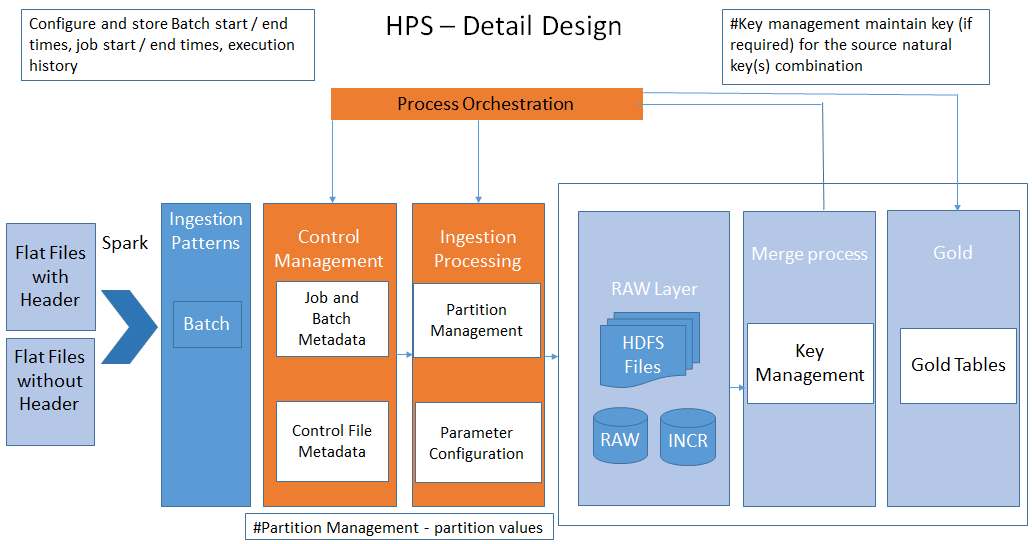 Configure and store Batch start / end
times, job start / end times, execution
history
HPS – Detail Design
#Key management maintain key (if
required) for the source natural
key(s) combination
Process Orchestration
Flat Files
with
Header
Flat Files
without
Header
Spark
Ingestion
Patterns
Batch
Control
Management
Job and
Batch
Metadata
Control File
Metadata
Ingestion
Processing
Partition
Management
Parameter
Configuration
RAW Layer
HDFS
Files
RAW
INCR
Merge process
Key
Management
Gold
Gold Tables
#Partition Management - partition values